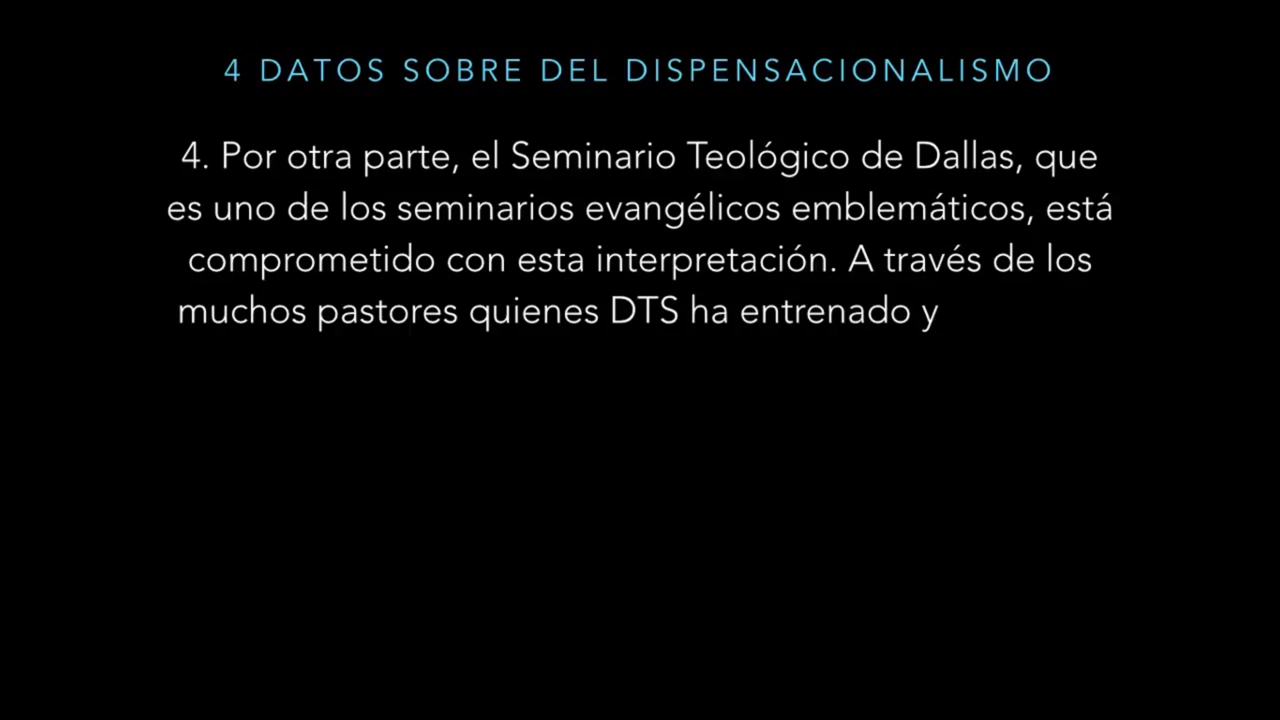 4 DATOS SOBRE DEL DISPENSACIONALISMO
4. Por otra parte, el Seminario Teológico de Dallas, que
es uno de los seminarios evangélicos emblemáticos, está
comprometido con esta interpretación. A través de los
muchos pastores quienes DTS ha entrenado y